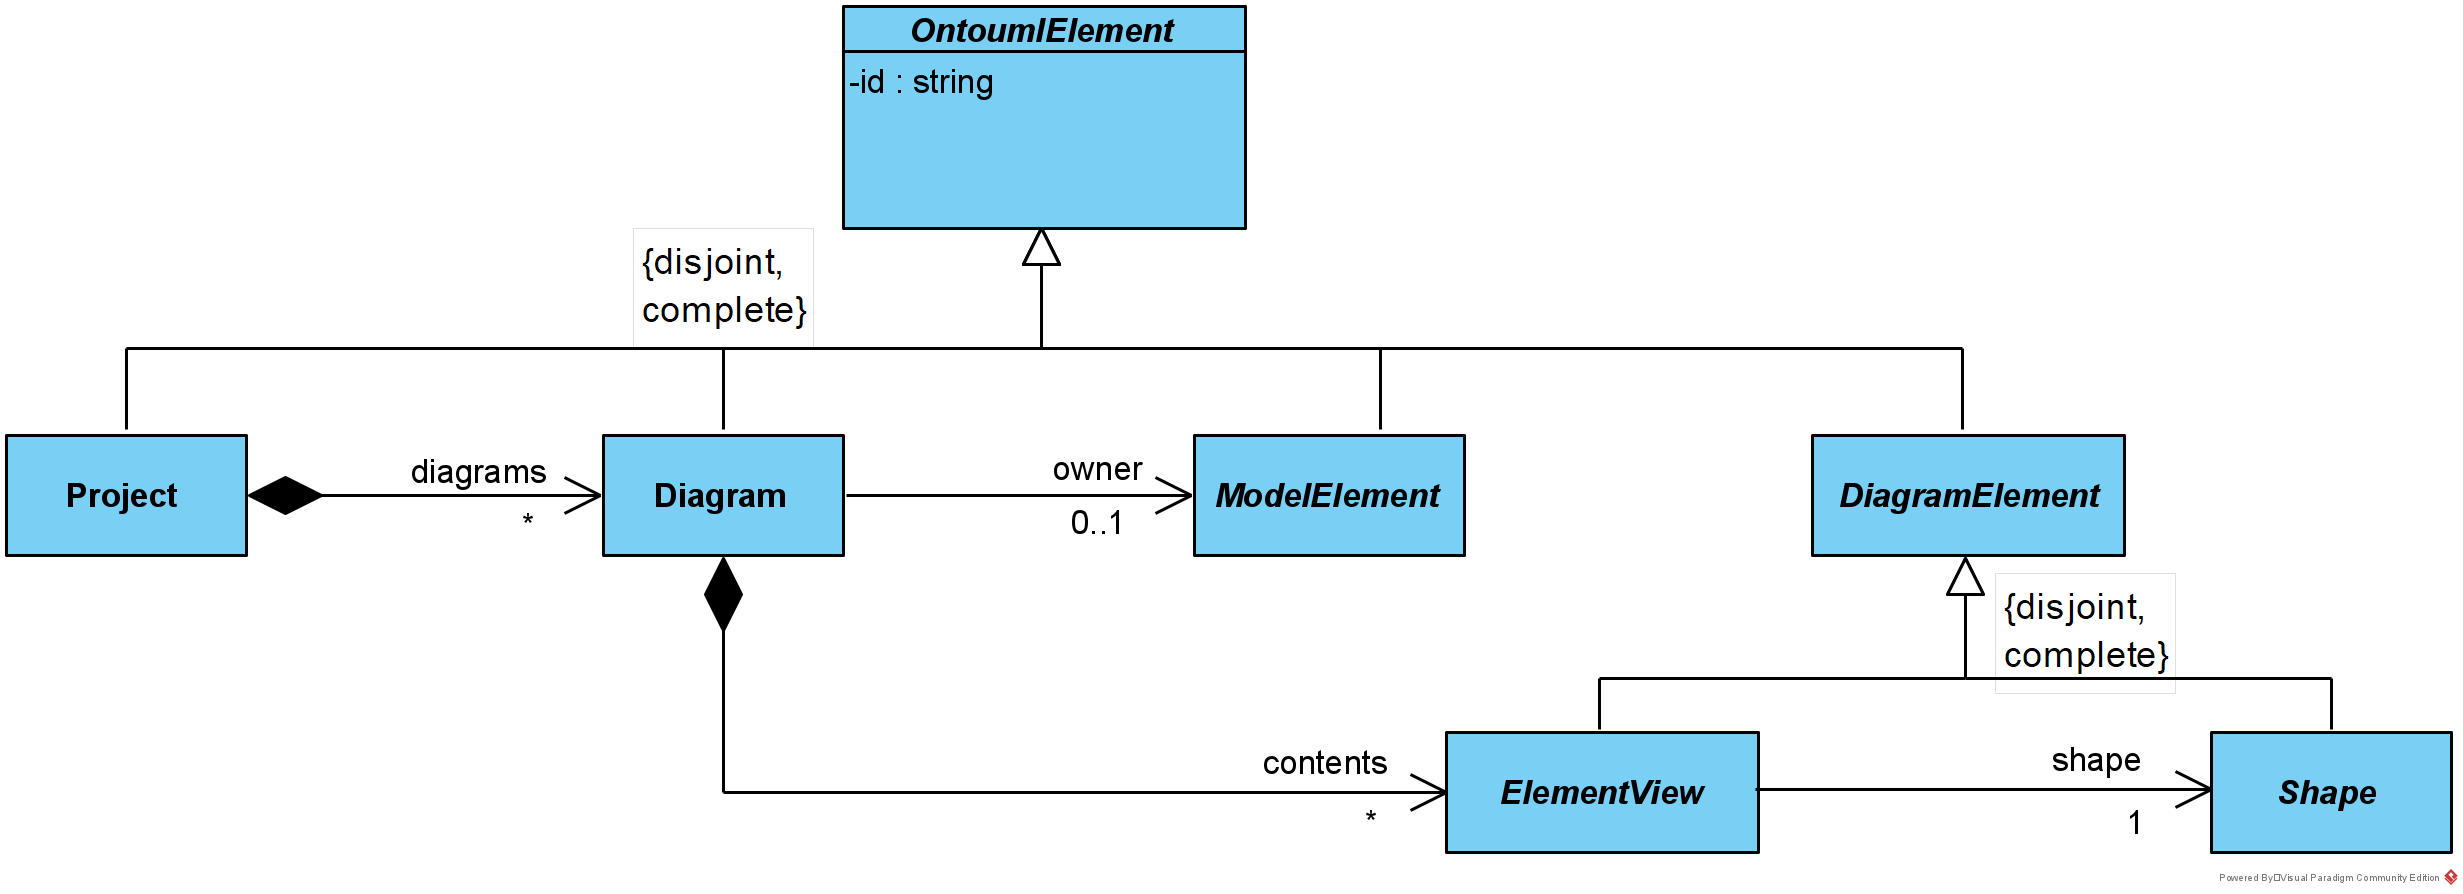 OntoumlElement
-id : string
{disjoint,
complete}
Project
diagrams
*
Diagram
owner
0..1
ModelElement
DiagramElement
{disjoint,
complete}
contents
*
ElementView
shape
1
Shape
Powered By□Visual Paradigm Community Edition